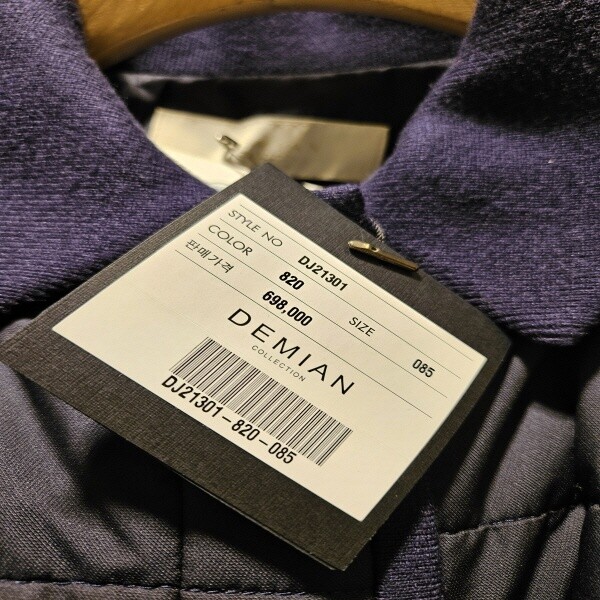 STYLE NO DJ21301
COLOR 820 SIZE 085
판매가격 698,000
DEMIAN
COLLECTION
DJ21301-820-085